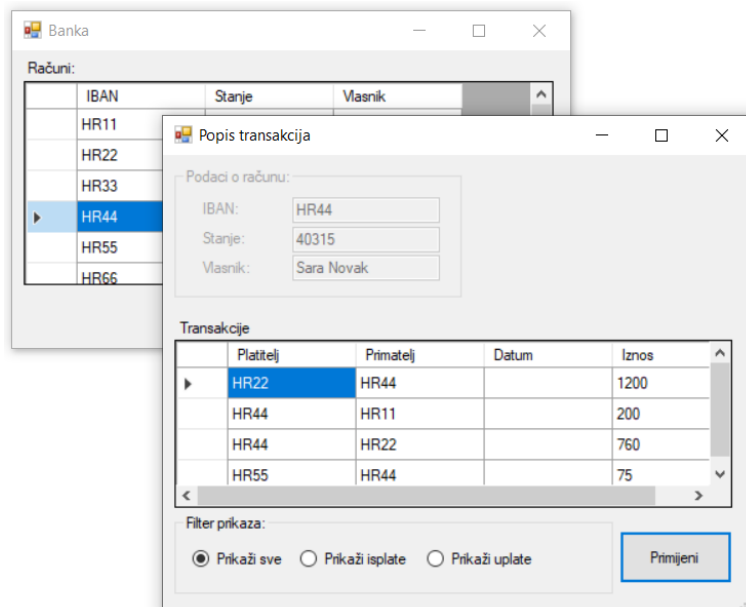 Banka
Računi:
IBAN Stanje Vlasnik
HR11
HR22
HR33
HR44
HR55
HR66
Popis transakcija
Podaci o računu:
IBAN: HR44
Stanje: 40315
Vlasnik: Sara Novak
Transakcije
Platitelj Primatelj Datum Iznos
HR22 HR44 1200
HR44 HR11 200
HR44 HR22 760
HR55 HR44 75
Filter prikaza:
Prikaži sve Prikaži isplate Prikaži uplate
Primijeni